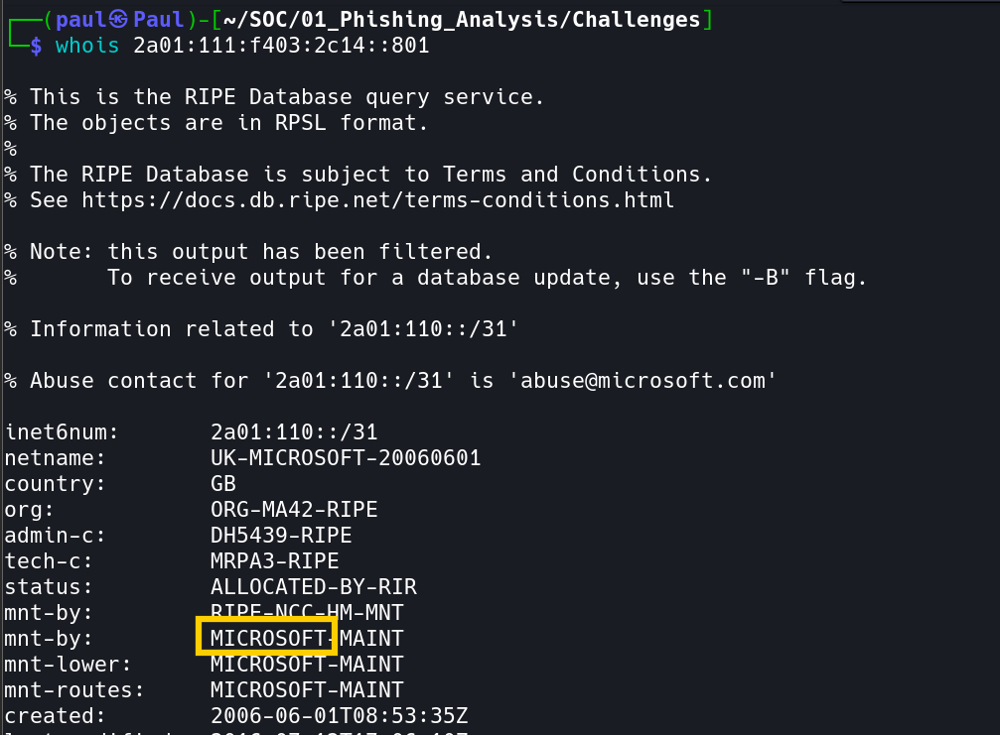 ┌──(paul㉿Paul)-[~/SOC/01_Phishing_Analysis/Challenges]
└─$ whois 2a01:111:f403:2c14::801
% This is the RIPE Database query service.
% The objects are in RPSL format.
%
% The RIPE Database is subject to Terms and Conditions.
% See https://docs.db.ripe.net/terms-conditions.html
% Note: this output has been filtered.
%       To receive output for a database update, use the "-B" flag.
% Information related to '2a01:110::/31'
% Abuse contact for '2a01:110::/31' is 'abuse@microsoft.com'
inet6num:       2a01:110::/31
netname:        UK-MICROSOFT-20060601
country:        GB
org:            ORG-MA42-RIPE
admin-c:        DH5439-RIPE
tech-c:         MRPA3-RIPE
status:         ALLOCATED-BY-RIR
mnt-by:         RIPE-NCC-HM-MNT
mnt-by:         MICROSOFT-MAINT
mnt-lower:      MICROSOFT-MAINT
mnt-routes:     MICROSOFT-MAINT
created:        2006-06-01T08:53:35Z